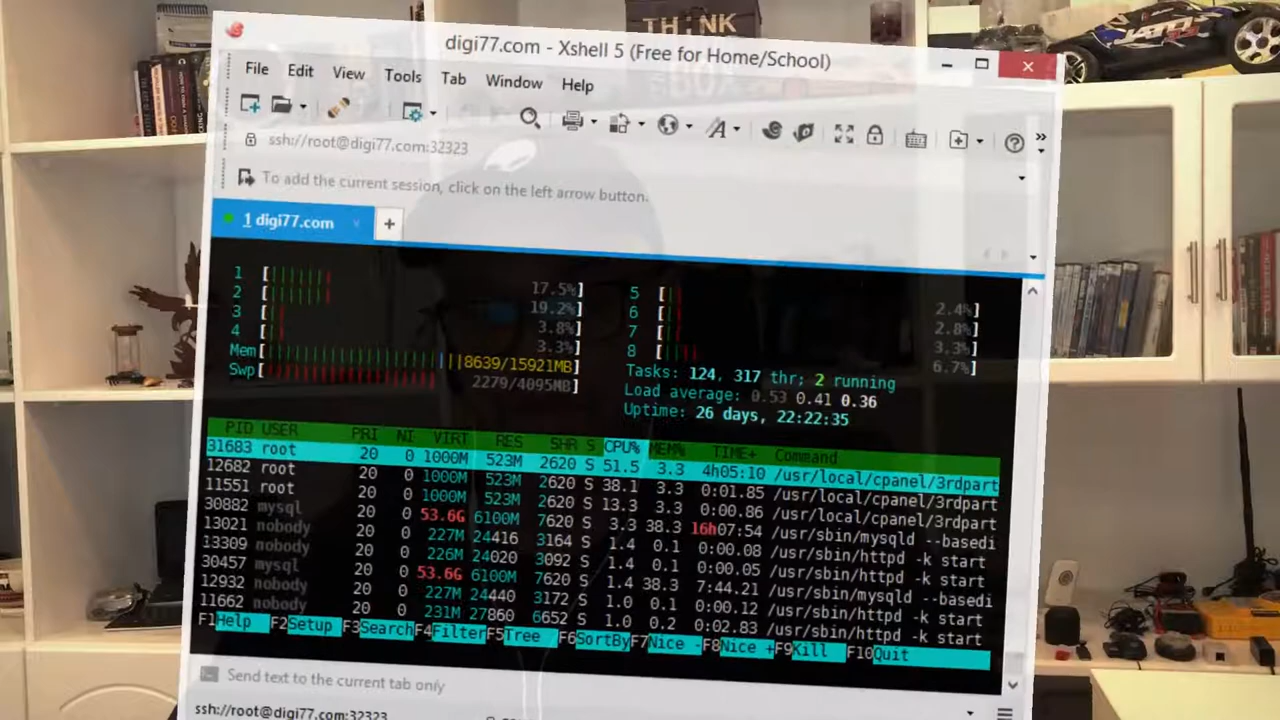 THINK
digi77.com - Xshell 5 (Free for Home/School)
File Edit View Tools Tab Window Help
ssh://root@digi77.com:32323
To add the current session, click on the left arrow button.
1 digi77.com
1 [||||||| 17.5%] 5 [|| 2.4%]
2 [||||||| 19.2%] 6 [|| 2.8%]
3 [|| 3.8%] 7 [|| 3.3%]
4 [|| 3.3%] 8 [|||| 6.7%]
Mem[ 8639/15921MB] Tasks: 124, 317 thr; 2 running
Swp[ 2279/4095MB] Load average: 0.53 0.41 0.36
Uptime: 26 days, 22:22:35
PID USER PRI NI VIRT RES SHR S CPU% MEM% TIME+ Command
31683 root 20 0 1000M 523M 2620 S 51.5 3.3 4h05:10 /usr/local/cpanel/3rdpart
12682 root 20 0 1000M 523M 2620 S 38.1 3.3 0:01.85 /usr/local/cpanel/3rdpart
11551 root 20 0 1000M 523M 2620 S 13.3 3.3 0:00.86 /usr/local/cpanel/3rdpart
30882 mysql 20 0 53.6G 6100M 7620 S 3.3 38.3 16h07:54 /usr/sbin/mysqld --basedi
13021 nobody 20 0 227M 24416 3164 S 1.4 0.1 0:00.08 /usr/sbin/httpd -k start
13309 nobody 20 0 226M 24020 3092 S 1.4 0.1 0:00.05 /usr/sbin/httpd -k start
30457 mysql 20 0 53.6G 6100M 7620 S 1.4 38.3 7:44.21 /usr/sbin/mysqld --basedi
12932 nobody 20 0 227M 24440 3172 S 1.0 0.1 0:00.12 /usr/sbin/httpd -k start
11662 nobody 20 0 231M 27860 6652 S 1.0 0.2 0:02.83 /usr/sbin/httpd -k start
F1Help F2Setup F3Search F4Filter F5Tree F6SortBy F7Nice - F8Nice + F9Kill F10Quit
Send text to the current tab only
ssh://root@digi77.com:32323